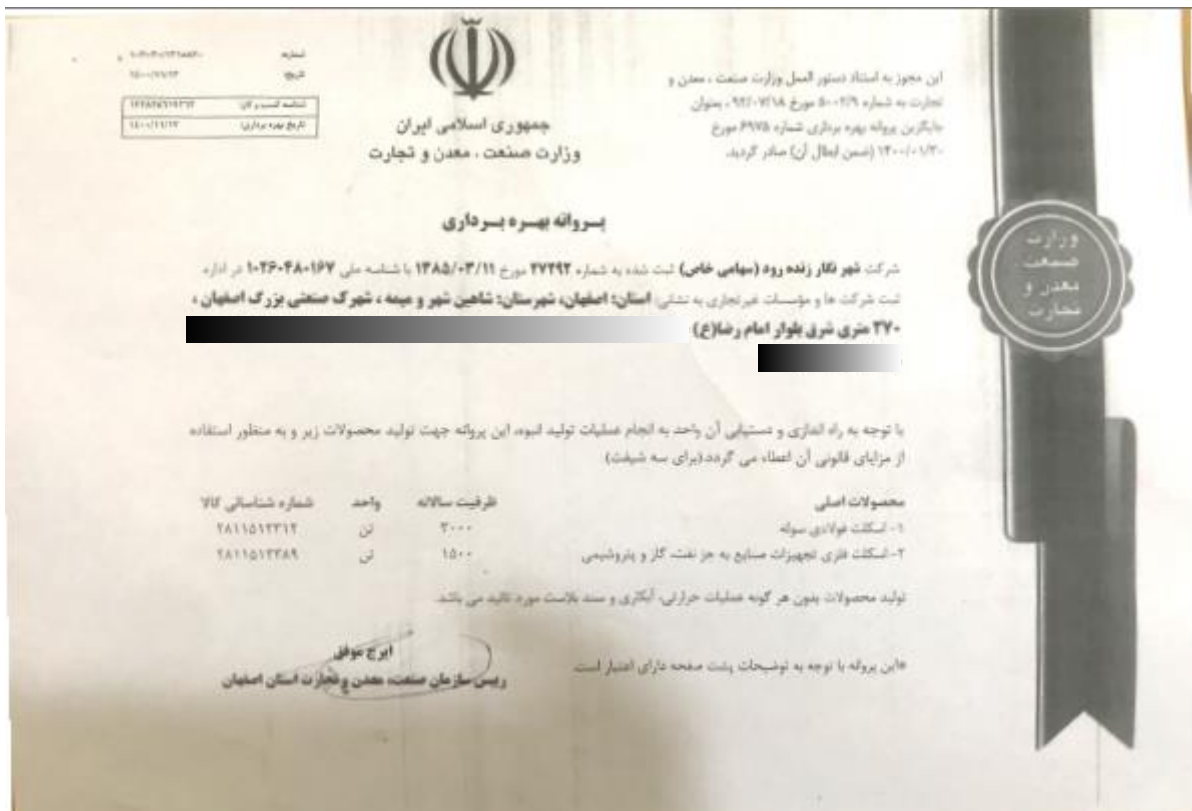 این مجوز به استناد دستور العمل وزارت صنعت ، معدن و
تجارت به شماره ۵۰۰۲/۹ مورخ ۹۲/۰۷/۱۸ ، بعنوان
جایگزین پروانه بهره برداری شماره ۶۹۷۵ مورخ
۱۴۰۰/۰۱/۳۰ (ضمن ابطال آن) صادر گردید.
شماره:
تاریخ:
شناسه کسب و کار:
تاریخ بهره برداری:
جمهوری اسلامی ایران
وزارت صنعت ، معدن و تجارت
پروانه بهره برداری
شرکت شهر نگار زنده رود (سهامی خاص) ثبت شده به شماره ۲۷۴۹۲ مورخ ۱۳۸۵/۰۳/۱۱ با شناسه ملی ۱۰۲۶۰۴۸۰۱۶۷ در اداره
ثبت شرکت ها و مؤسسات غیرتجاری به نشانی: استان: اصفهان، شهرستان: شاهین شهر و میمه ، شهرک صنعتی بزرگ اصفهان ،
۲۷۰ متری شرق بلوار امام رضا(ع)
وزارت
صنعت
معدن و
تجارت
با توجه به راه اندازی و دستیابی آن واحد به انجام عملیات تولید انبوه، این پروانه جهت تولید محصولات زیر و به منظور استفاده
از مزایای قانونی آن اعطاء می گردد.(برای سه شیفت)
محصولات اصلی ظرفیت سالانه واحد شماره شناسائی کالا
۱- اسکلت فولادی سوله ۳۰۰۰ تن ۲۸۱۱۵۱۲۳۱۲
۲- اسکلت فلزی تجهیزات صنایع به جز نفت، گاز و پتروشیمی ۱۵۰۰ تن
تولید محصولات بدون هر گونه عملیات حرارتی، آبکاری و سند بلاست مورد تائید می باشد.
*این پروانه با توجه به توضیحات پشت صفحه دارای اعتبار است.
ایرج موفق
رییس سازمان صنعت، معدن و تجارت استان اصفهان